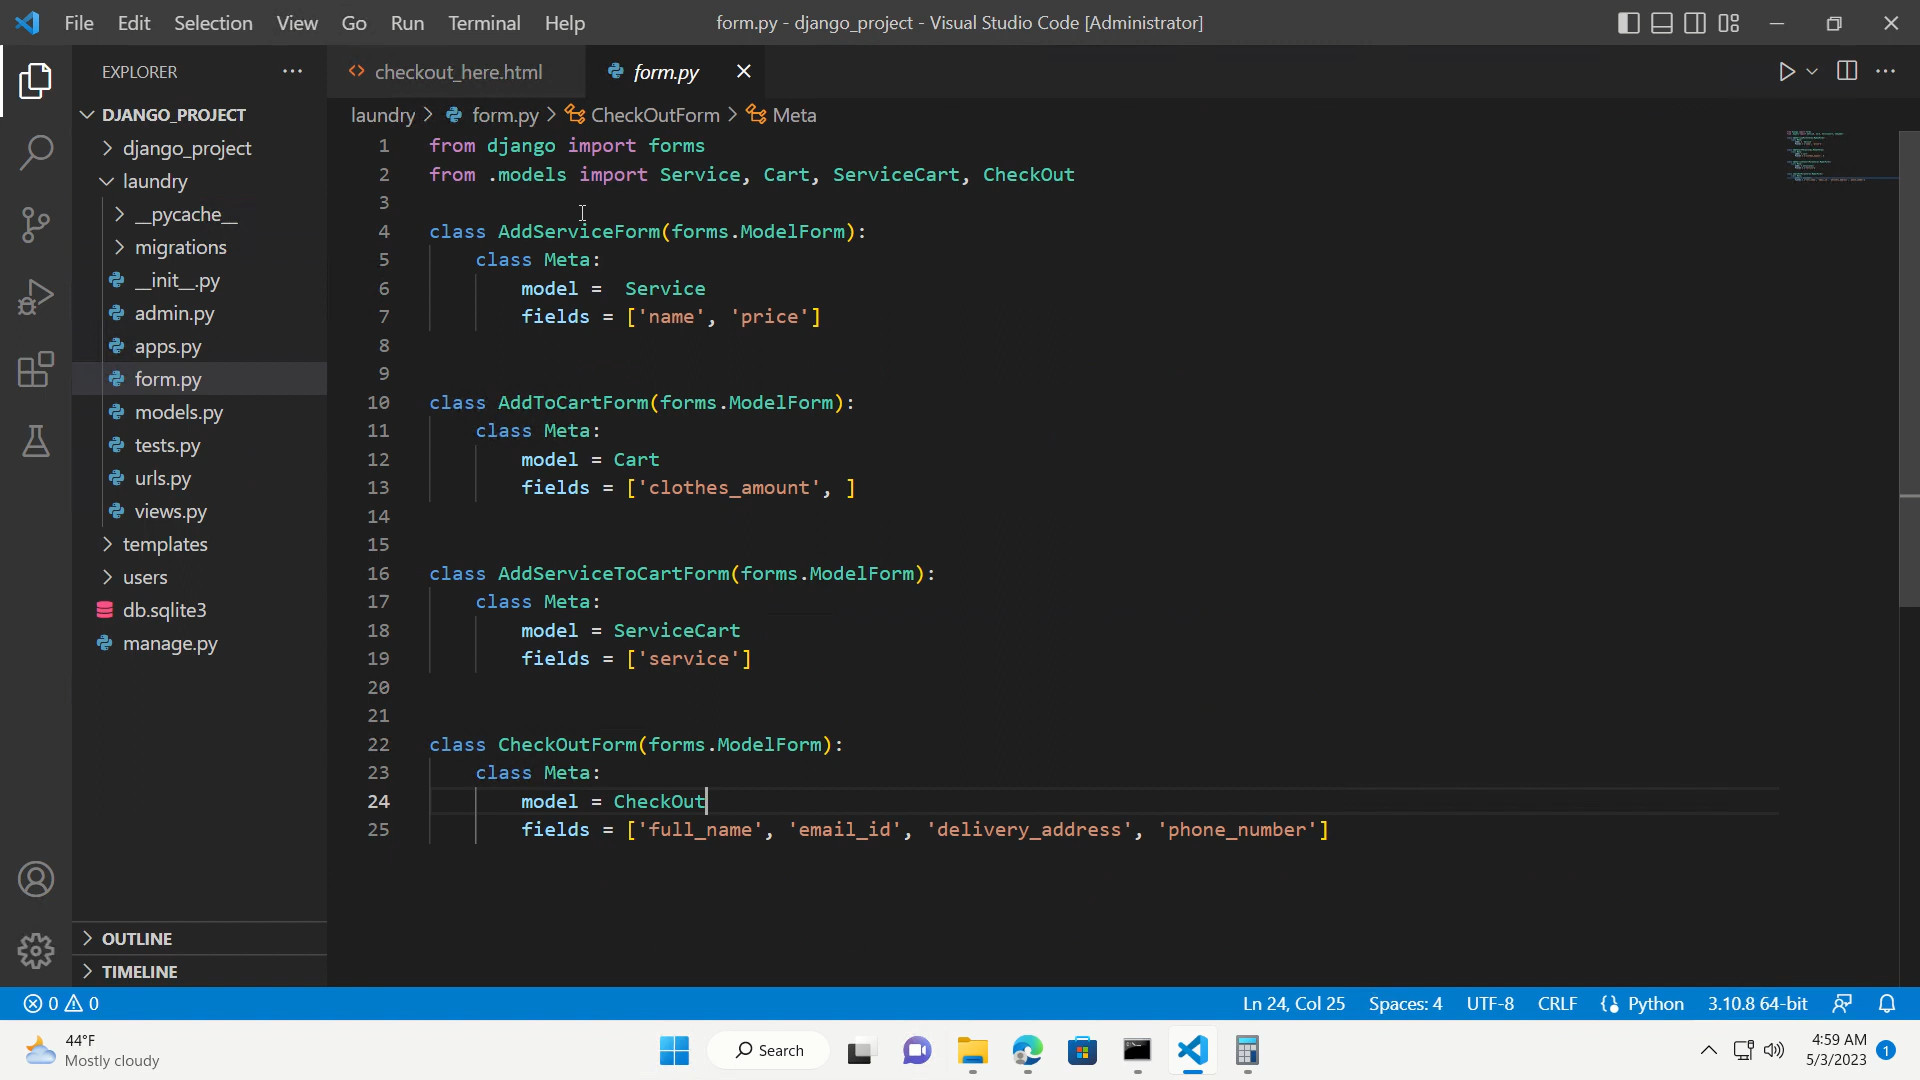 File Edit Selection View Go Run Terminal Help
form.py - django_project - Visual Studio Code [Administrator]
EXPLORER
checkout_here.html
form.py
DJANGO_PROJECT
django_project
laundry
__pycache__
migrations
__init__.py
admin.py
apps.py
form.py
models.py
tests.py
urls.py
views.py
templates
users
db.sqlite3
manage.py
OUTLINE
TIMELINE
laundry > form.py > CheckOutForm > Meta
1 from django import forms
2 from .models import Service, Cart, ServiceCart, CheckOut
3
4 class AddServiceForm(forms.ModelForm):
5 class Meta:
6 model =  Service
7 fields = ['name', 'price']
8
9
10 class AddToCartForm(forms.ModelForm):
11 class Meta:
12 model = Cart
13 fields = ['clothes_amount', ]
14
15
16 class AddServiceToCartForm(forms.ModelForm):
17 class Meta:
18 model = ServiceCart
19 fields = ['service']
20
21
22 class CheckOutForm(forms.ModelForm):
23 class Meta:
24 model = CheckOut
25 fields = ['full_name', 'email_id', 'delivery_address', 'phone_number']
0 0
Ln 24, Col 25 Spaces: 4 UTF-8 CRLF Python 3.10.8 64-bit
44°F
Mostly cloudy
Search
4:59 AM
5/3/2023
1